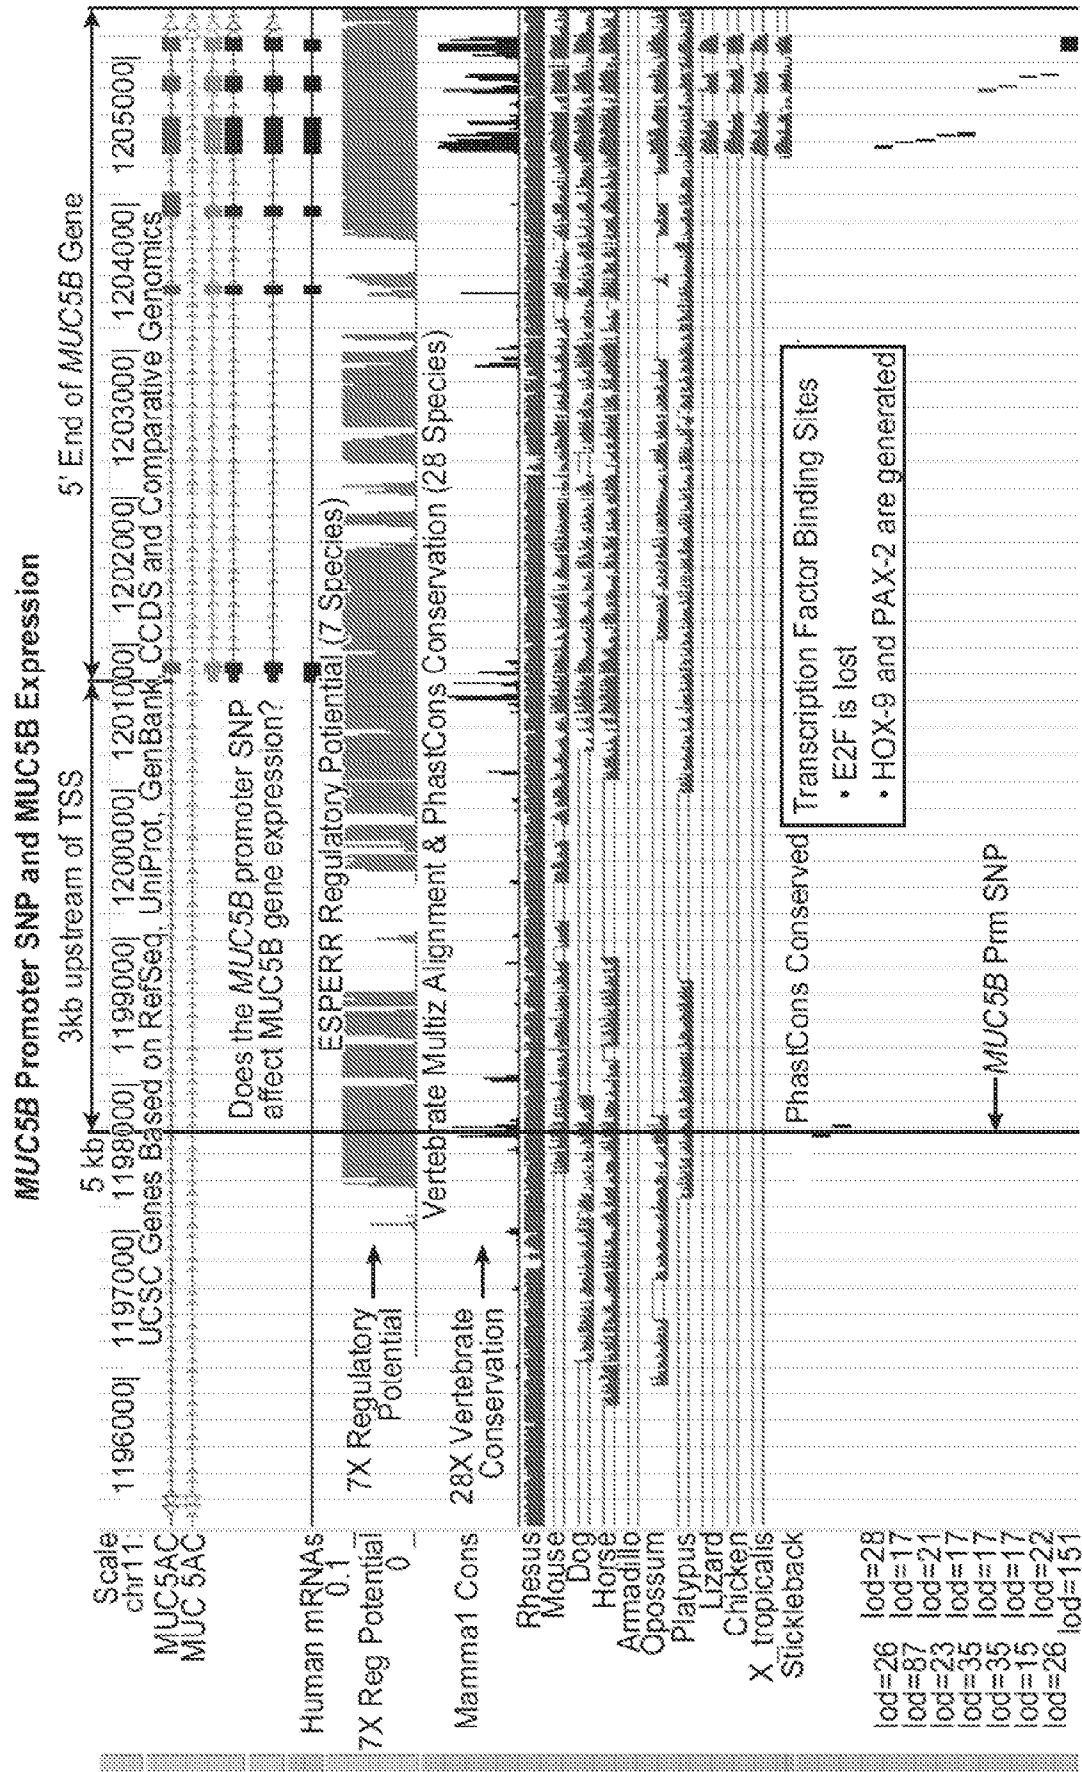 MUC5B Promoter SNP and MUC5B Expression
3kb upstream of TSS
5' End of MUC5B Gene
Scale
5 kb
chr11:
1196000|
1197000|
1198000|
1199000|
1200000|
1201000|
1202000|
1203000|
1204000|
1205000|
UCSC Genes Based on RefSeq, UniProt, GenBank, CCDS and Comparative Genomics
MUC5AC
MUC 5AC
Does the MUC5B promoter SNP
affect MUC5B gene expression?
Human mRNAs
ESPERR Regulatory Potiential (7 Species)
0.1
7X Reg Potential
0
7X Regulatory
Potential
Vertebrate Multiz Alignment & PhastCons Conservation (28 Species)
Mamma1 Cons
28X Vertebrate
Conservation
Rhesus
Mouse
Dog
Horse
Armadillo
Opossum
Platypus
Lizard
Chicken
X_tropicalis
Stickleback
PhastCons Conserved
Transcription Factor Binding Sites
• E2F is lost
• HOX-9 and PAX-2 are generated
MUC5B Prm SNP
lod=26
lod=28
lod=87
lod=17
lod=23
lod=21
lod=35
lod=17
lod=35
lod=17
lod=15
lod=17
lod=26
lod=22
lod=151